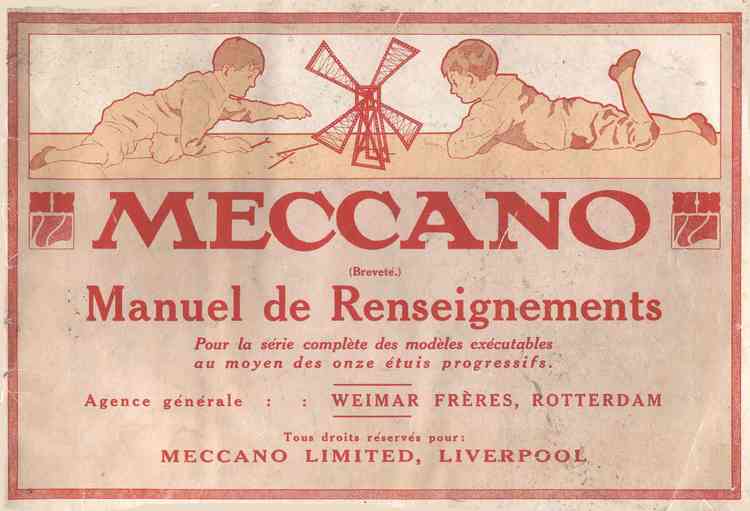 MECCANO
(Breveté.)
Manuel de Renseignements
Pour la série complète des modèles exécutables
au moyen des onze étuis progressifs.
Agence générale : : WEIMAR FRÈRES, ROTTERDAM
Tous droits réservés pour:
MECCANO LIMITED, LIVERPOOL